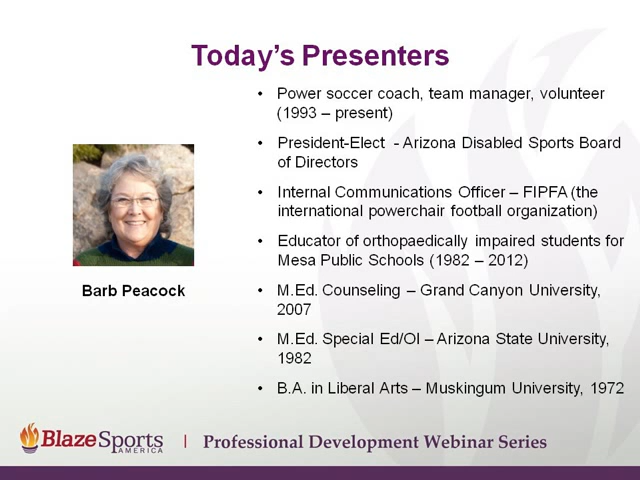 Today's Presenters
• Power soccer coach, team manager, volunteer
(1993 – present)
• President-Elect - Arizona Disabled Sports Board
of Directors
• Internal Communications Officer – FIPFA (the
international powerchair football organization)
• Educator of orthopaedically impaired students for
Mesa Public Schools (1982 – 2012)
• M.Ed. Counseling – Grand Canyon University,
2007
• M.Ed. Special Ed/OI – Arizona State University,
1982
• B.A. in Liberal Arts – Muskingum University, 1972
Barb Peacock
BlazeSports
AMERICA
| Professional Development Webinar Series